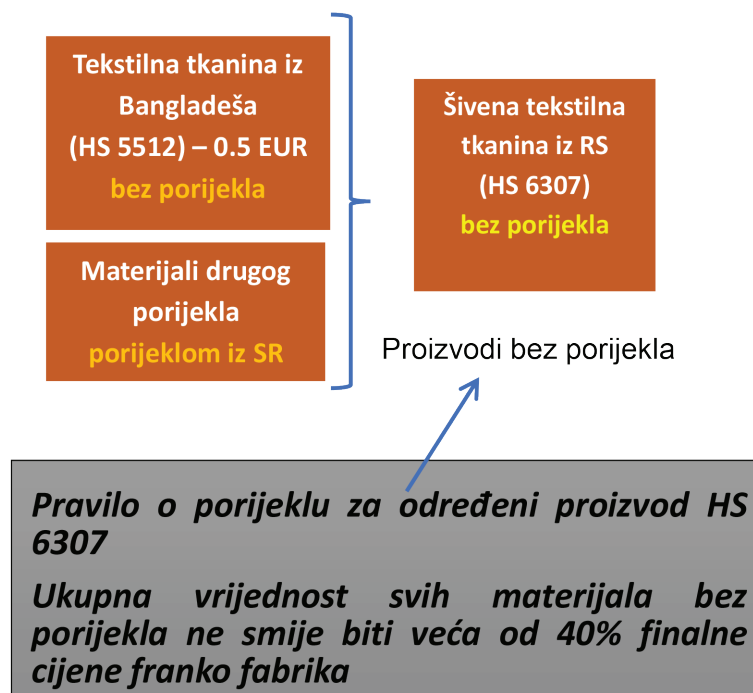 Tekstilna tkanina iz
Bangladeša
(HS 5512) – 0.5 EUR
bez porijekla
Materijali drugog
porijekla
porijeklom iz SR
Šivena tekstilna
tkanina iz RS
(HS 6307)
bez porijekla
Proizvodi bez porijekla
Pravilo o porijeklu za određeni proizvod HS
6307
Ukupna vrijednost svih materijala bez
porijekla ne smije biti veća od 40% finalne
cijene franko fabrika